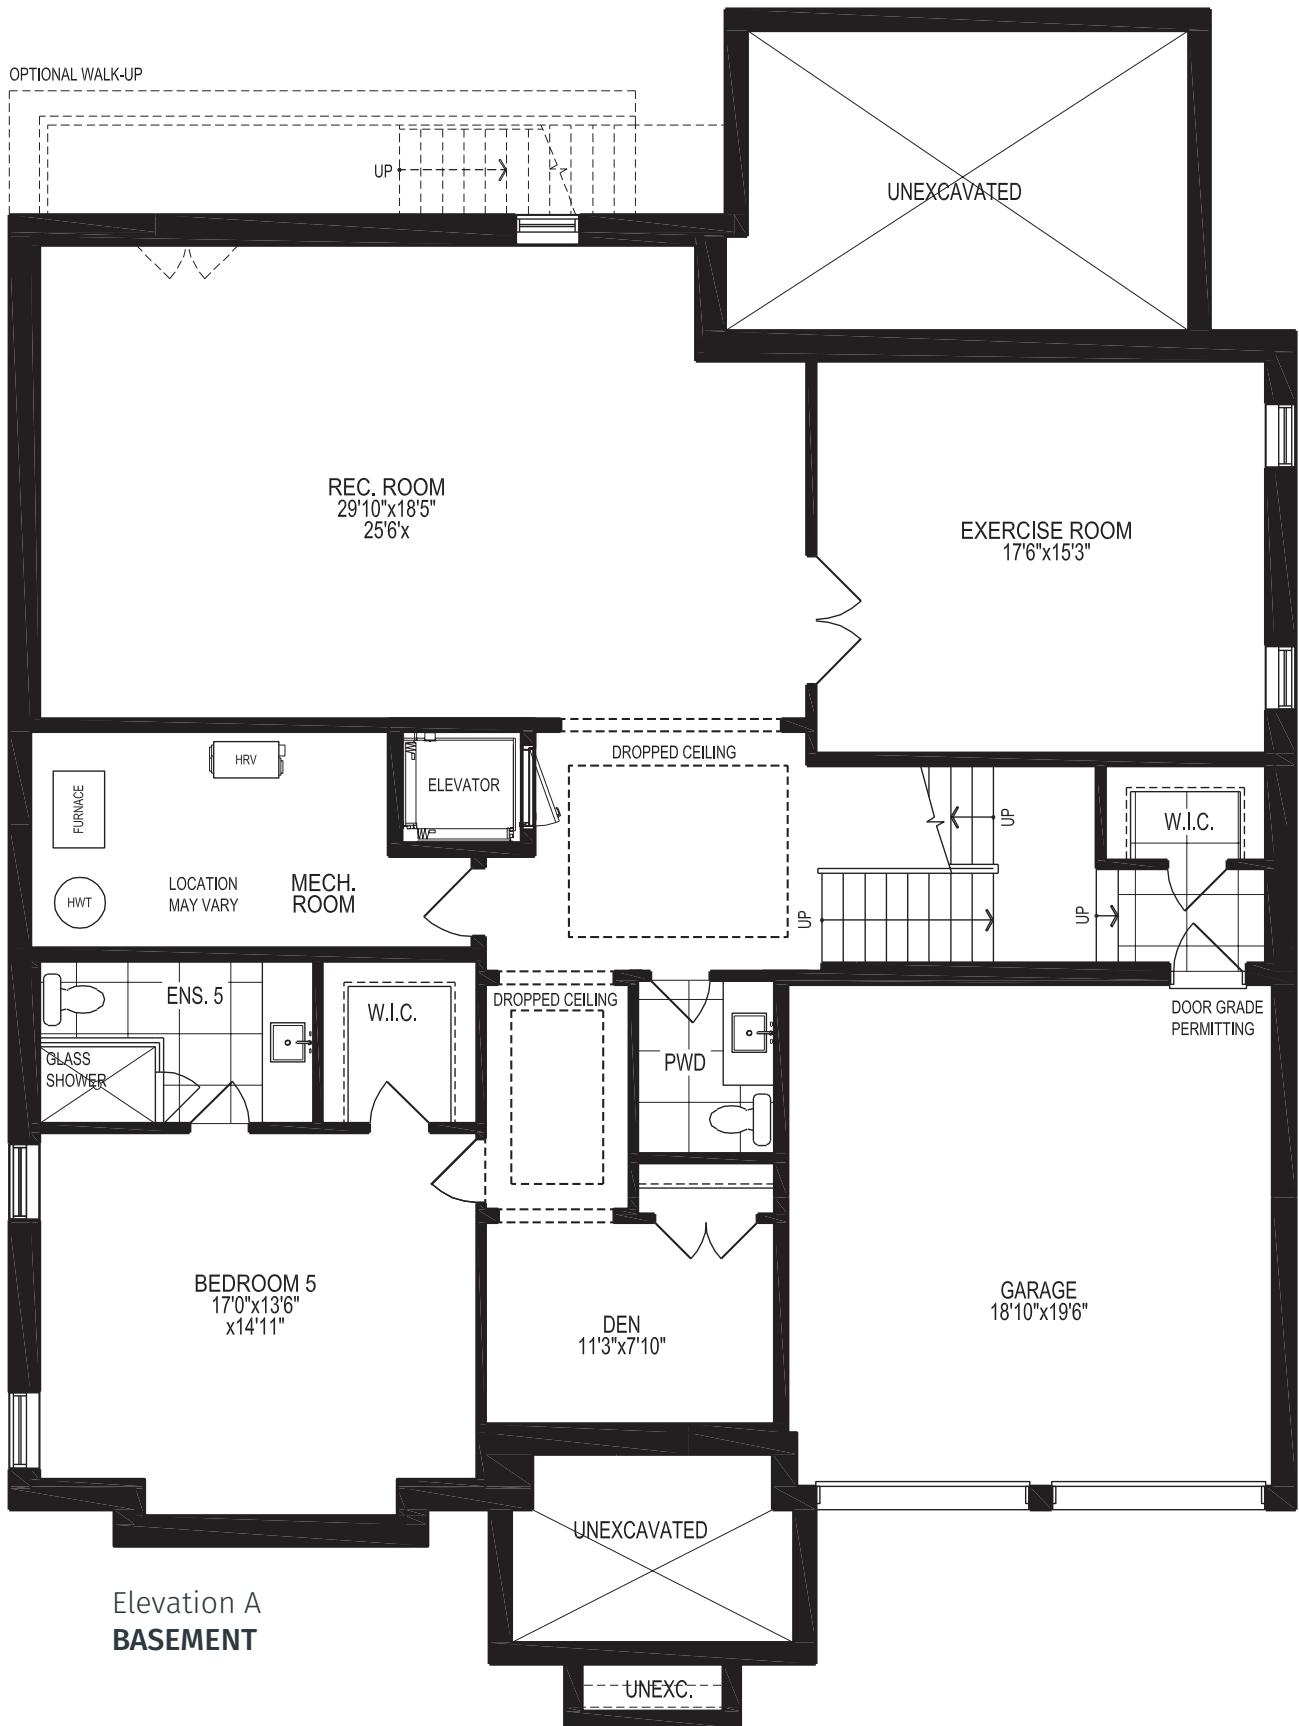 OPTIONAL WALK-UP
UP
UNEXCAVATED
REC. ROOM
29'10"x18'5"
25'6'x
EXERCISE ROOM
17'6"x15'3"
DROPPED CEILING
HRV
FURNACE
ELEVATOR
UP
W.I.C.
HWT
LOCATION
MAY VARY
MECH.
ROOM
UP
UP
ENS. 5
W.I.C.
DROPPED CEILING
GLASS
SHOWER
PWD
DOOR GRADE
PERMITTING
BEDROOM 5
17'0"x13'6"
x14'11"
DEN
11'3"x7'10"
GARAGE
18'10"x19'6"
UNEXCAVATED
UNEXC.
Elevation A
BASEMENT